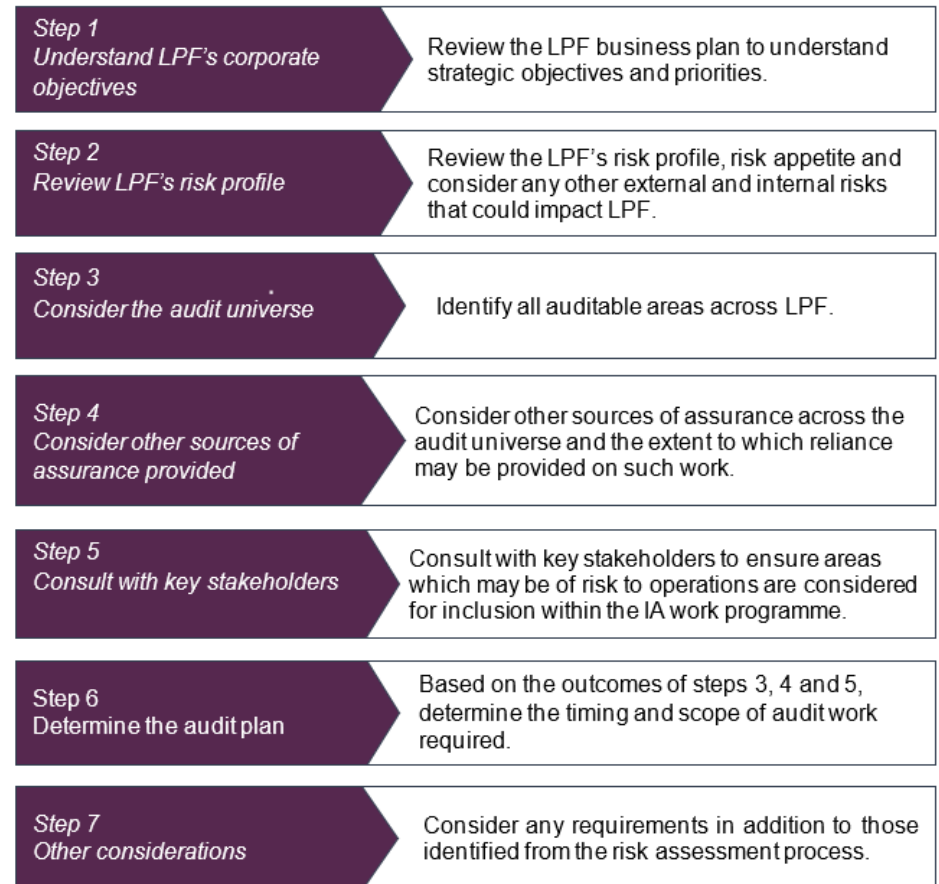 Step 1
Understand LPF's corporate
objectives
Review the LPF business plan to understand
strategic objectives and priorities.
Step 2
Review LPF's risk profile
Review the LPF's risk profile, risk appetite and
consider any other external and internal risks
that could impact LPF.
Step 3
Consider the audit universe
Identify all auditable areas across LPF.
Step 4
Consider other sources of
assurance provided
Consider other sources of assurance across the
audit universe and the extent to which reliance
may be provided on such work.
Step 5
Consult with key stakeholders
Consult with key stakeholders to ensure areas
which may be of risk to operations are considered
for inclusion within the IA work programme.
Step 6
Determine the audit plan
Based on the outcomes of steps 3, 4 and 5,
determine the timing and scope of audit work
required.
Step 7
Other considerations
Consider any requirements in addition to those
identified from the risk assessment process.